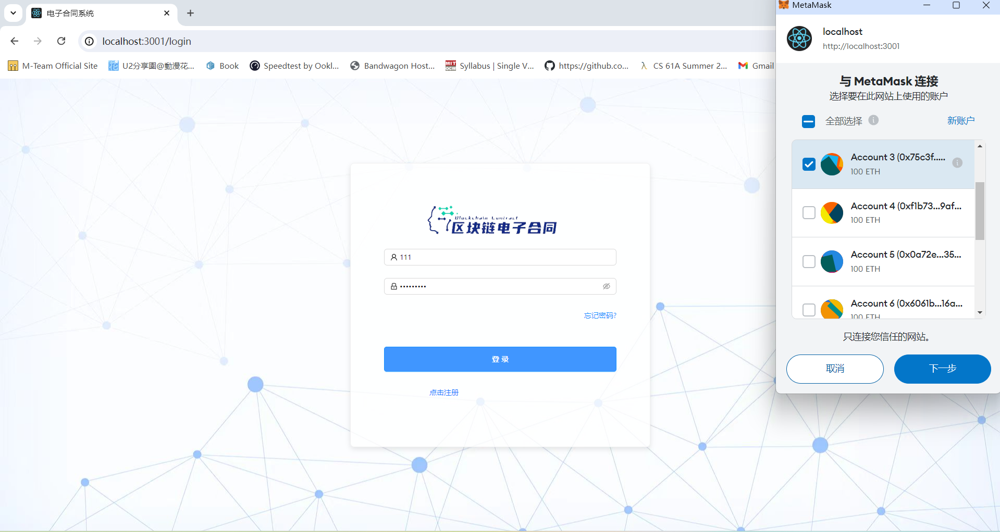 电子合同系统
localhost:3001/login
M-Team Official Site
U2分享園@動漫花...
Book
Speedtest by Ookl...
Bandwagon Host...
Syllabus | Single V...
https://github.co...
CS 61A Summer 2...
Gmail
Blockchain Contract
区块链电子合同
111
•••••••••
忘记密码?
登 录
点击注册
MetaMask
localhost
http://localhost:3001
与 MetaMask 连接
选择要在此网站上使用的账户
全部选择
新账户
Account 3 (0x75c3f.....
100 ETH
Account 4 (0xf1b73...9af...
100 ETH
Account 5 (0x0a72e...35...
100 ETH
Account 6 (0x6061b...16a...
100 ETH
只连接您信任的网站。
取消
下一步